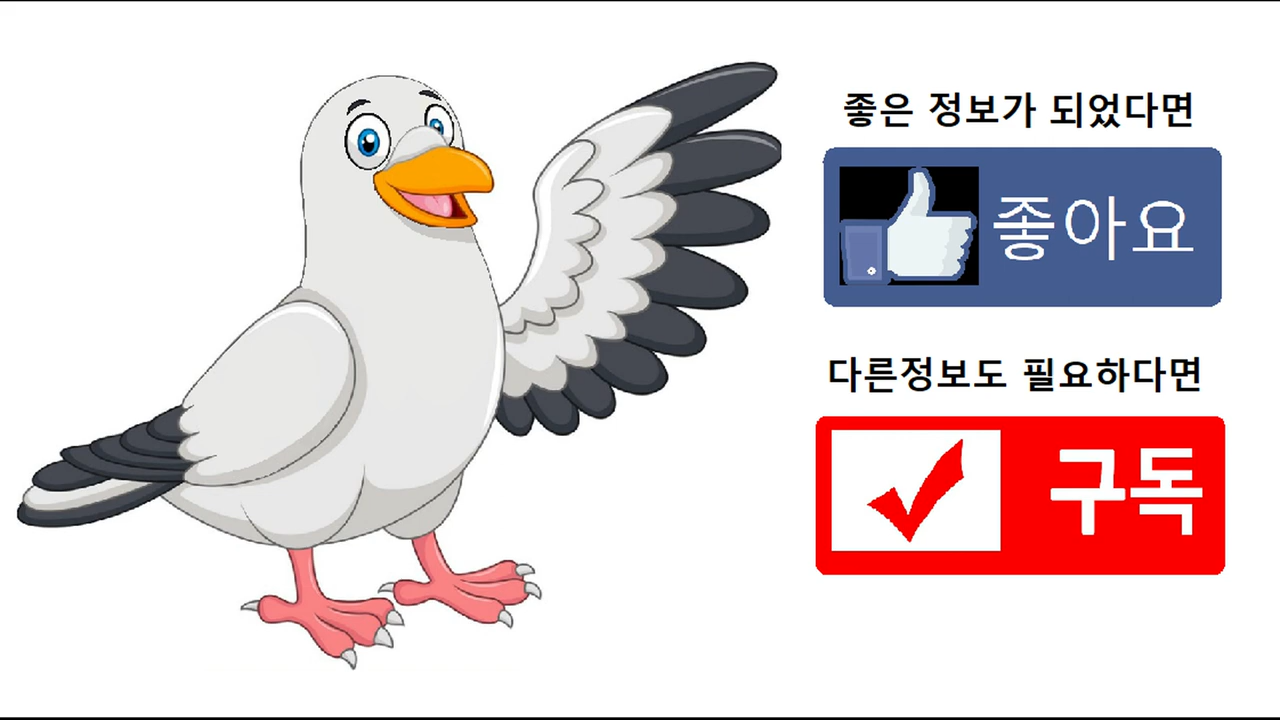 좋은 정보가 되었다면
좋아요
다른정보도 필요하다면
구독